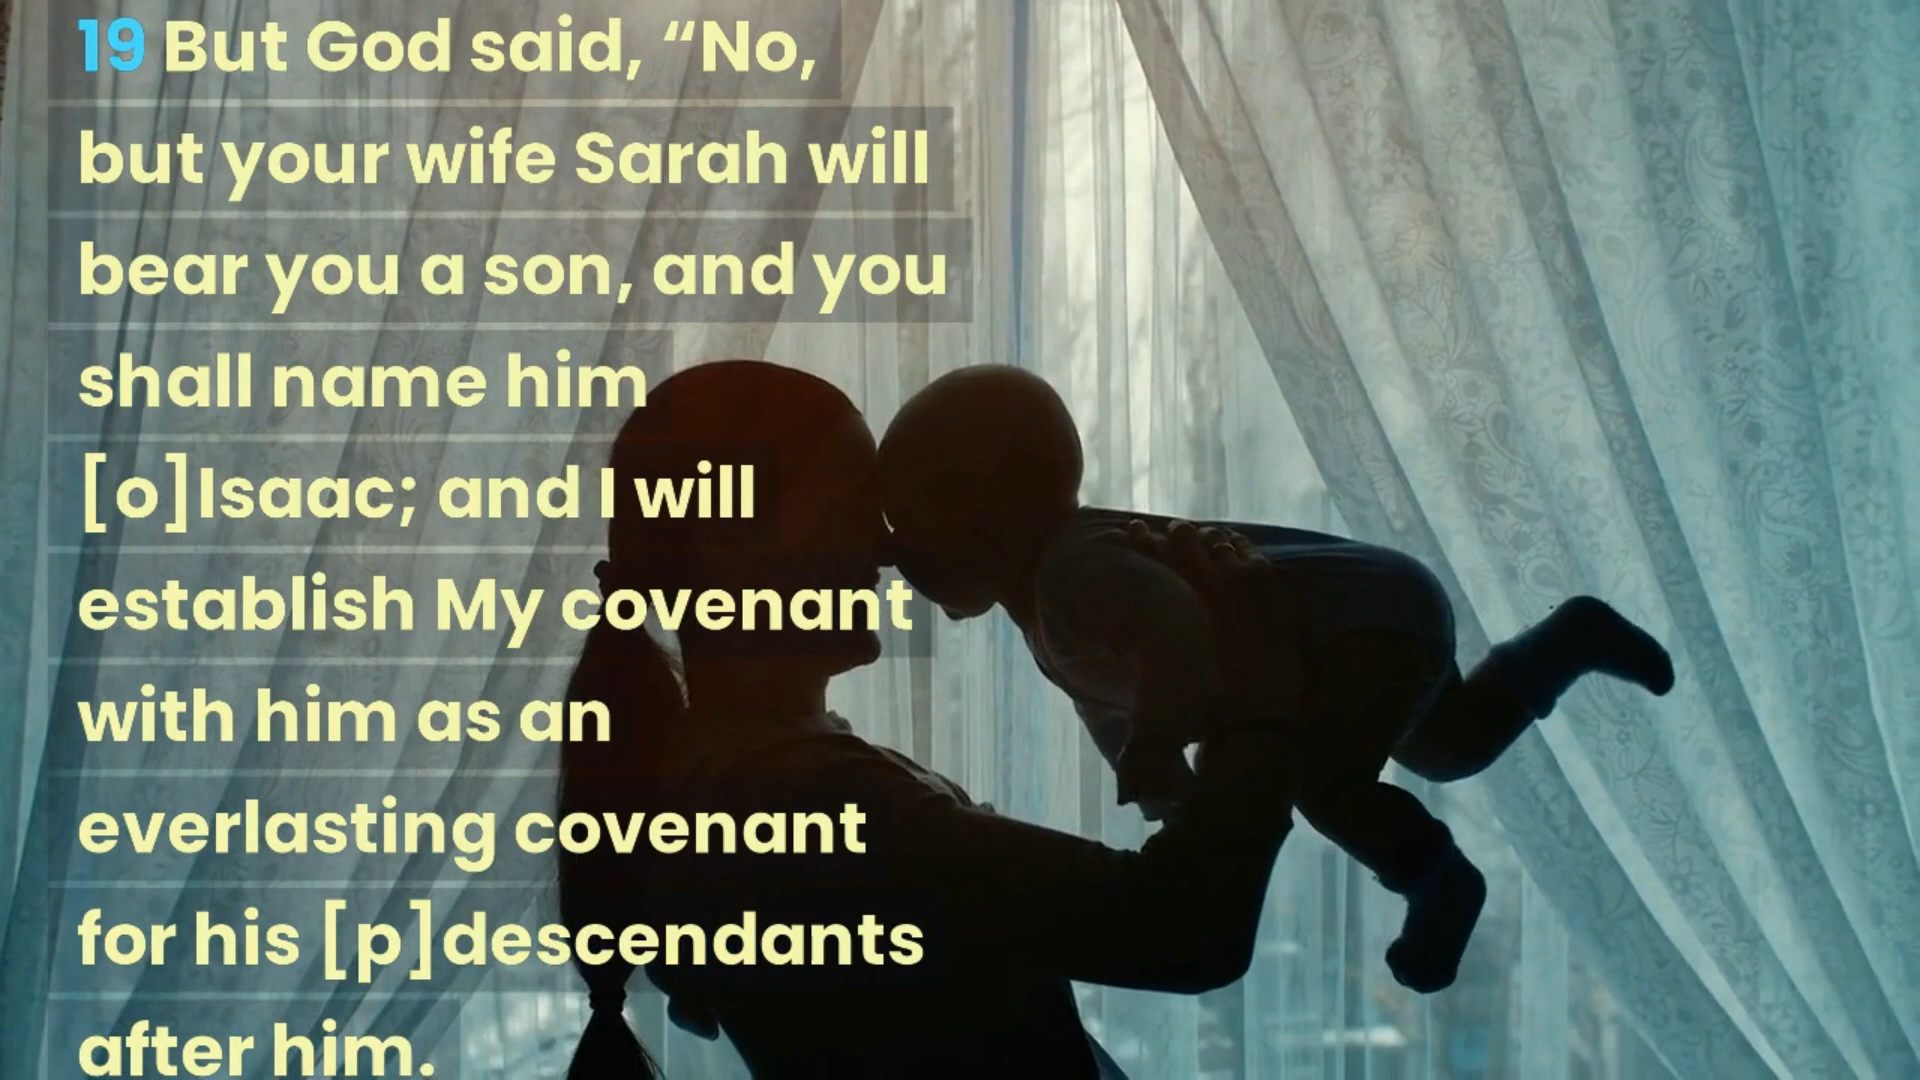 19 But God said, “No,
but your wife Sarah will
bear you a son, and you
shall name him
[o]Isaac; and I will
establish My covenant
with him as an
everlasting covenant
for his [p]descendants
after him.